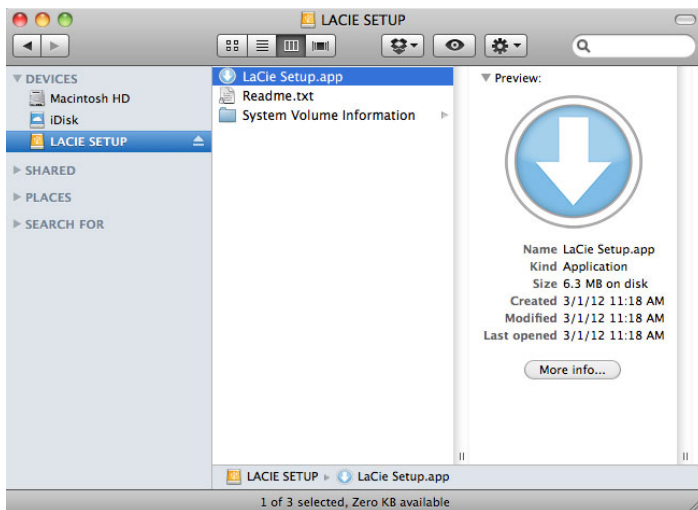 LACIE SETUP
DEVICES
Macintosh HD
iDisk
LACIE SETUP
SHARED
PLACES
SEARCH FOR
LaCie Setup.app
Readme.txt
System Volume Information
Preview:
Name LaCie Setup.app
Kind Application
Size 6.3 MB on disk
Created 3/1/12 11:18 AM
Modified 3/1/12 11:18 AM
Last opened 3/1/12 11:18 AM
More info...
LACIE SETUP LaCie Setup.app
1 of 3 selected, Zero KB available